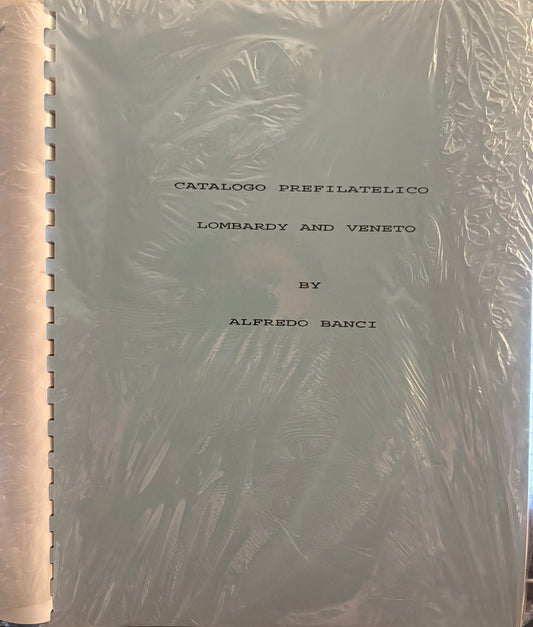 CATALOGO PREFILATELICO
LOMBARDY AND VENETO
BY
ALFREDO BANCI